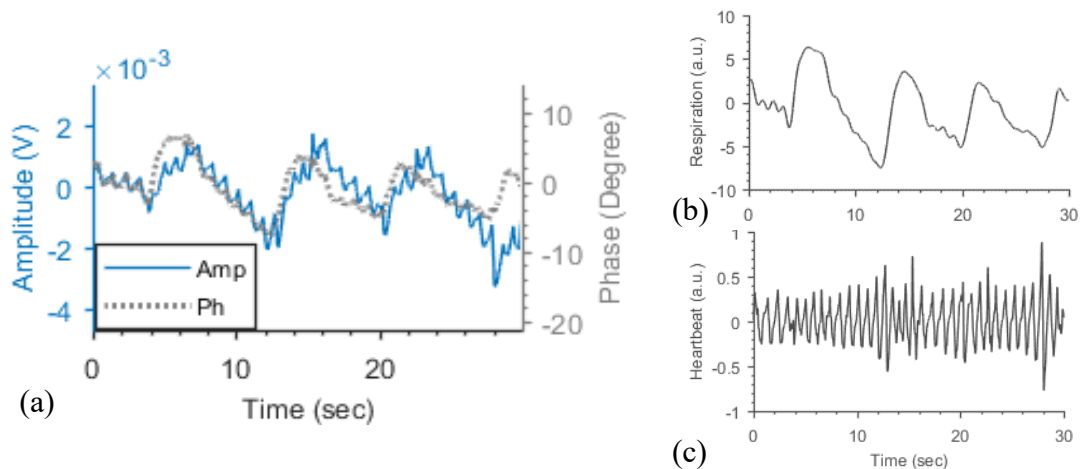 × 10⁻³
2
0
-2
-4
Amplitude (V)
10
0
-10
-20
Phase (Degree)
Amp
Ph
0
10
20
Time (sec)
(a)
10
5
0
-5
-10
Respiration (a.u.)
0
10
20
30
(b)
1
0.5
0
-0.5
-1
Heartbeat (a.u.)
0
10
20
30
Time (sec)
(c)